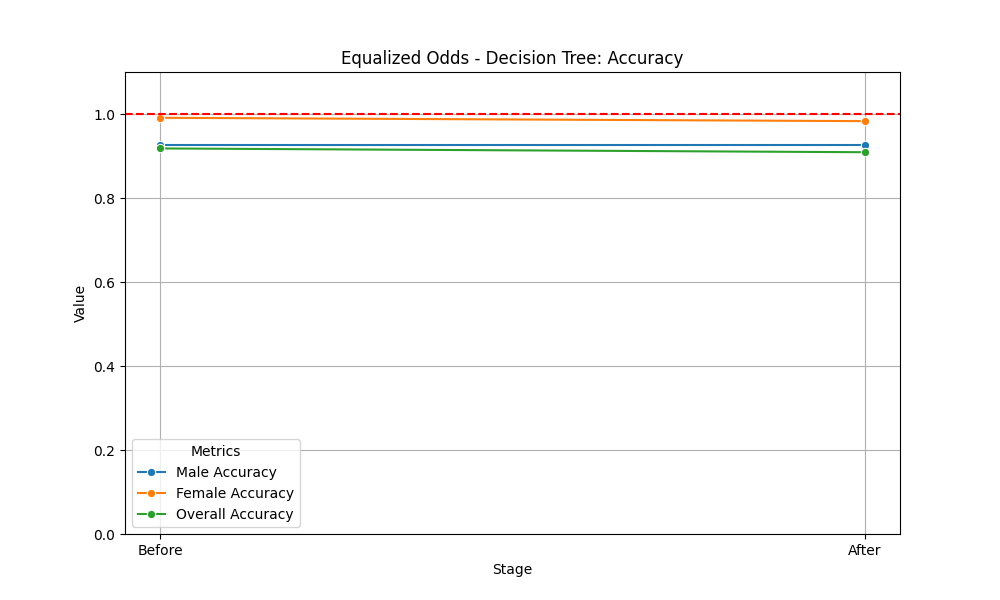 Equalized Odds - Decision Tree: Accuracy
1.0
0.8
0.6
0.4
0.2
0.0
Value
Metrics
Male Accuracy
Female Accuracy
Overall Accuracy
Before
After
Stage